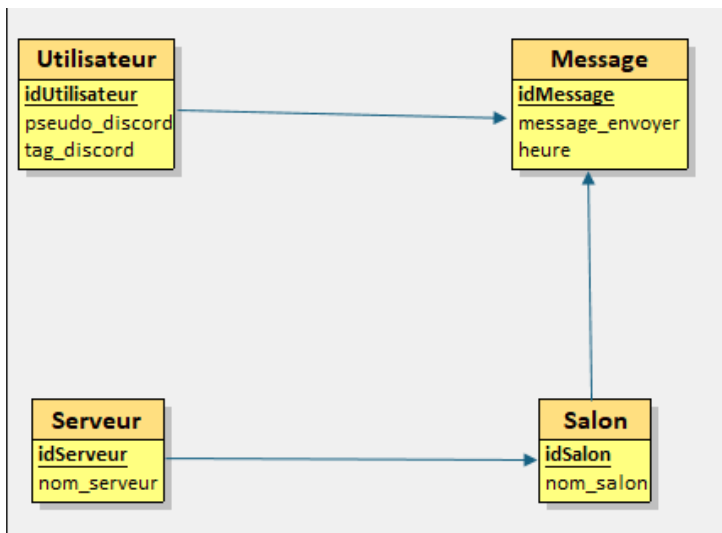 Utilisateur
idUtilisateur
pseudo_discord
tag_discord
Message
idMessage
message_envoyer
heure
Serveur
idServeur
nom_serveur
Salon
idSalon
nom_salon